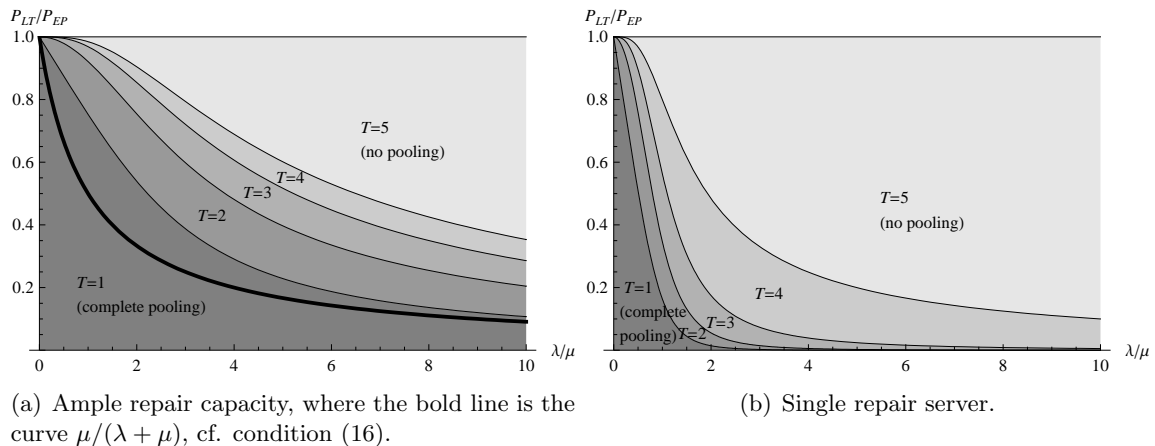 P_LT/P_EP
1.0
0.8
0.6
0.4
0.2
0
2
4
6
8
10
λ/μ
T=5
(no pooling)
T=4
T=3
T=2
T=1
(complete pooling)
P_LT/P_EP
1.0
0.8
0.6
0.4
0.2
0
2
4
6
8
10
λ/μ
T=5
(no pooling)
T=4
T=3
T=2
T=1
(complete
pooling)
(a) Ample repair capacity, where the bold line is the
curve μ/(λ + μ), cf. condition (16).
(b) Single repair server.